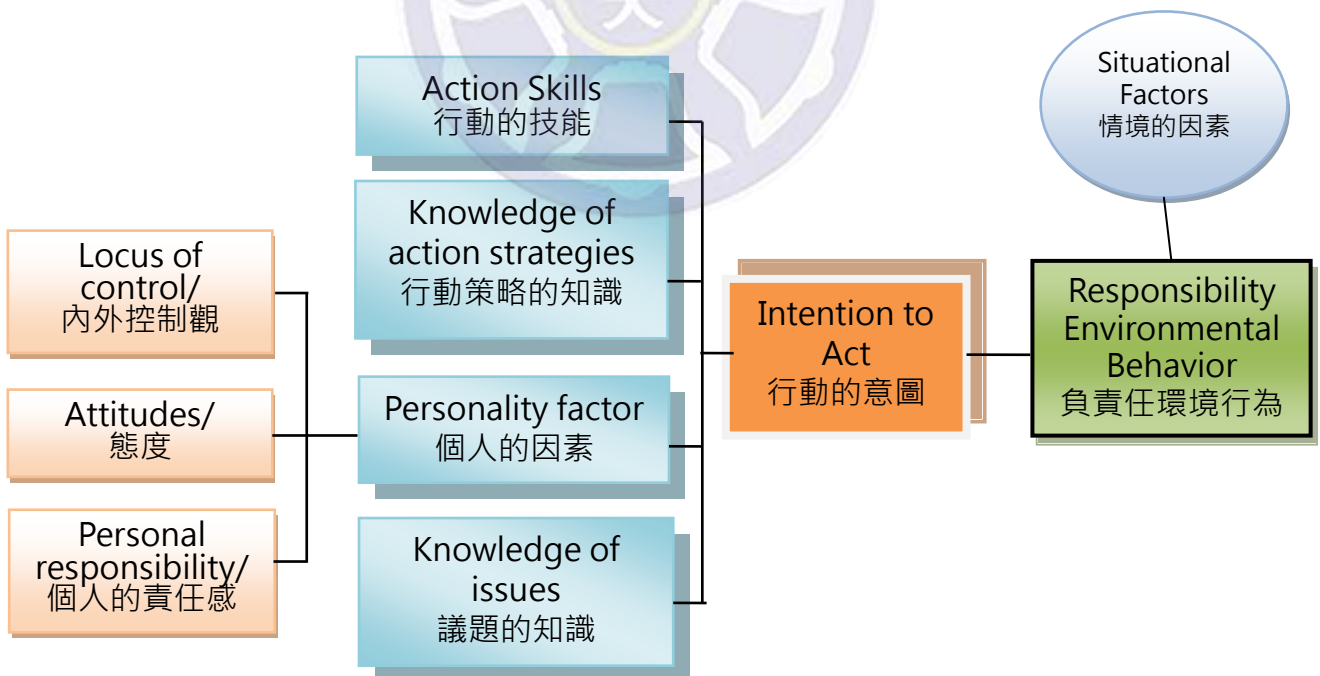 Action Skills
行動的技能
Situational
Factors
情境的因素
Knowledge of
action strategies
行動策略的知識
Locus of
control/
內外控制觀
Intention to
Act
行動的意圖
Responsibility
Environmental
Behavior
負責任環境行為
Attitudes/
態度
Personality factor
個人的因素
Personal
responsibility/
個人的責任感
Knowledge of
issues
議題的知識